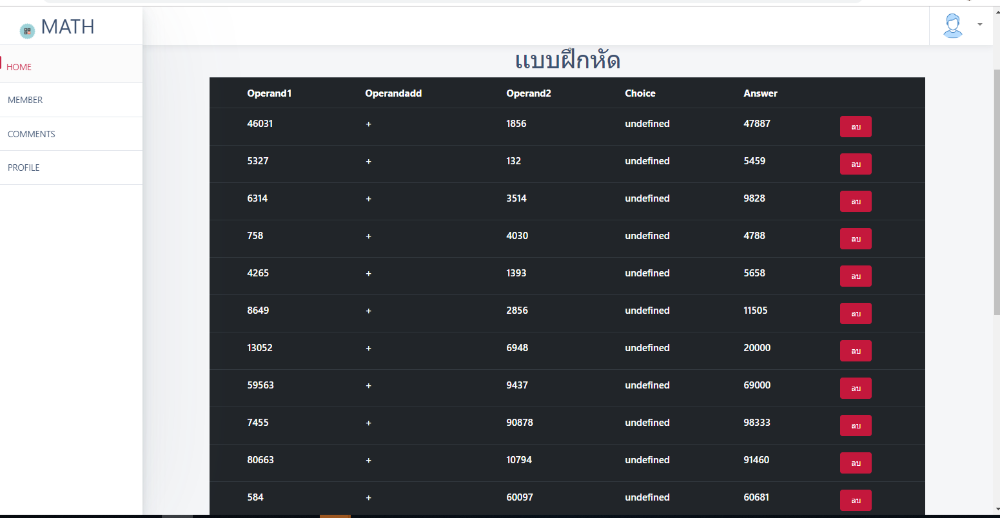 MATH
HOME
MEMBER
COMMENTS
PROFILE
แบบฝึกหัด
Operand1 Operandadd Operand2 Choice Answer
46031 + 1856 undefined 47887 ลบ
5327 + 132 undefined 5459 ลบ
6314 + 3514 undefined 9828 ลบ
758 + 4030 undefined 4788 ลบ
4265 + 1393 undefined 5658 ลบ
8649 + 2856 undefined 11505 ลบ
13052 + 6948 undefined 20000 ลบ
59563 + 9437 undefined 69000 ลบ
7455 + 90878 undefined 98333 ลบ
80663 + 10794 undefined 91460 ลบ
584 + 60097 undefined 60681 ลบ